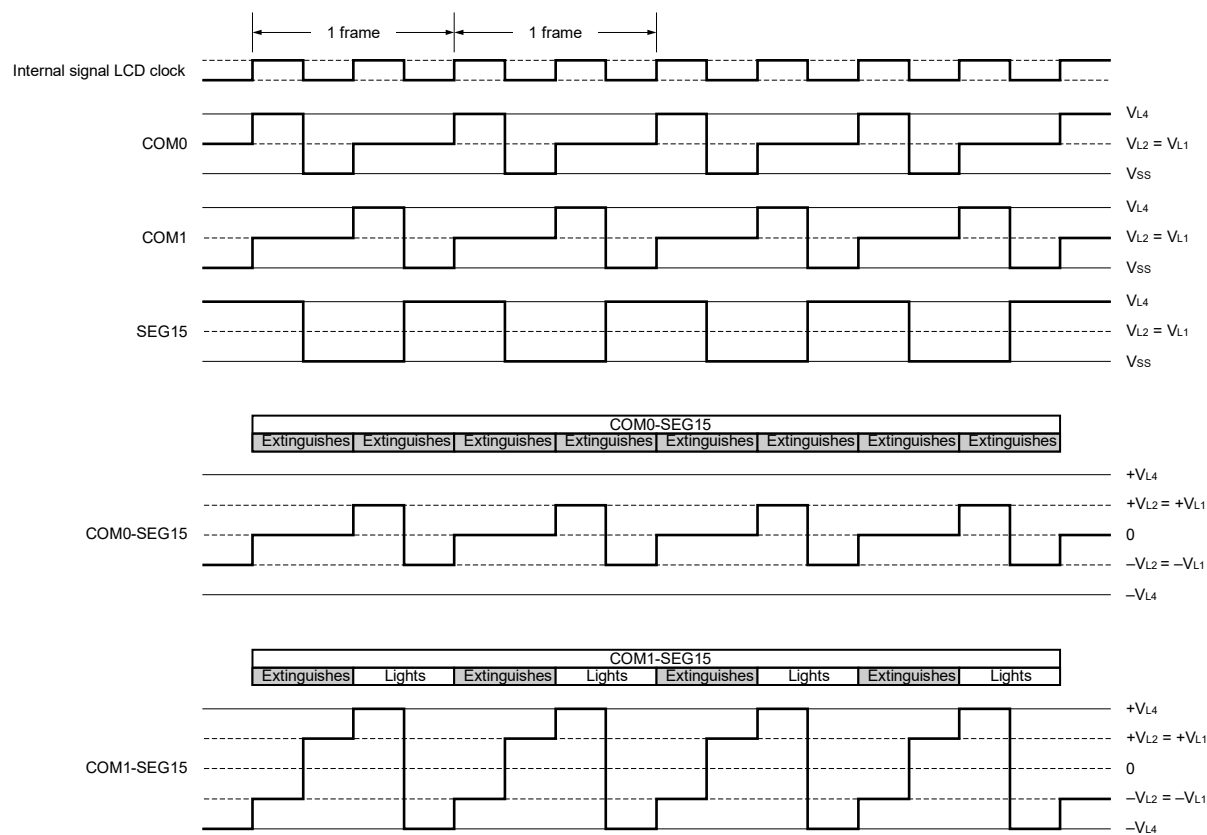 1 frame 1 frame
Internal signal LCD clock
VL4
COM0 VL2 = VL1
VSS
VL4
COM1 VL2 = VL1
VSS
VL4
SEG15 VL2 = VL1
VSS
COM0-SEG15
Extinguishes Extinguishes Extinguishes Extinguishes Extinguishes Extinguishes Extinguishes Extinguishes
+VL4
+VL2 = +VL1
COM0-SEG15 0
–VL2 = –VL1
–VL4
COM1-SEG15
Extinguishes Lights Extinguishes Lights Extinguishes Lights Extinguishes Lights
+VL4
+VL2 = +VL1
COM1-SEG15 0
–VL2 = –VL1
–VL4